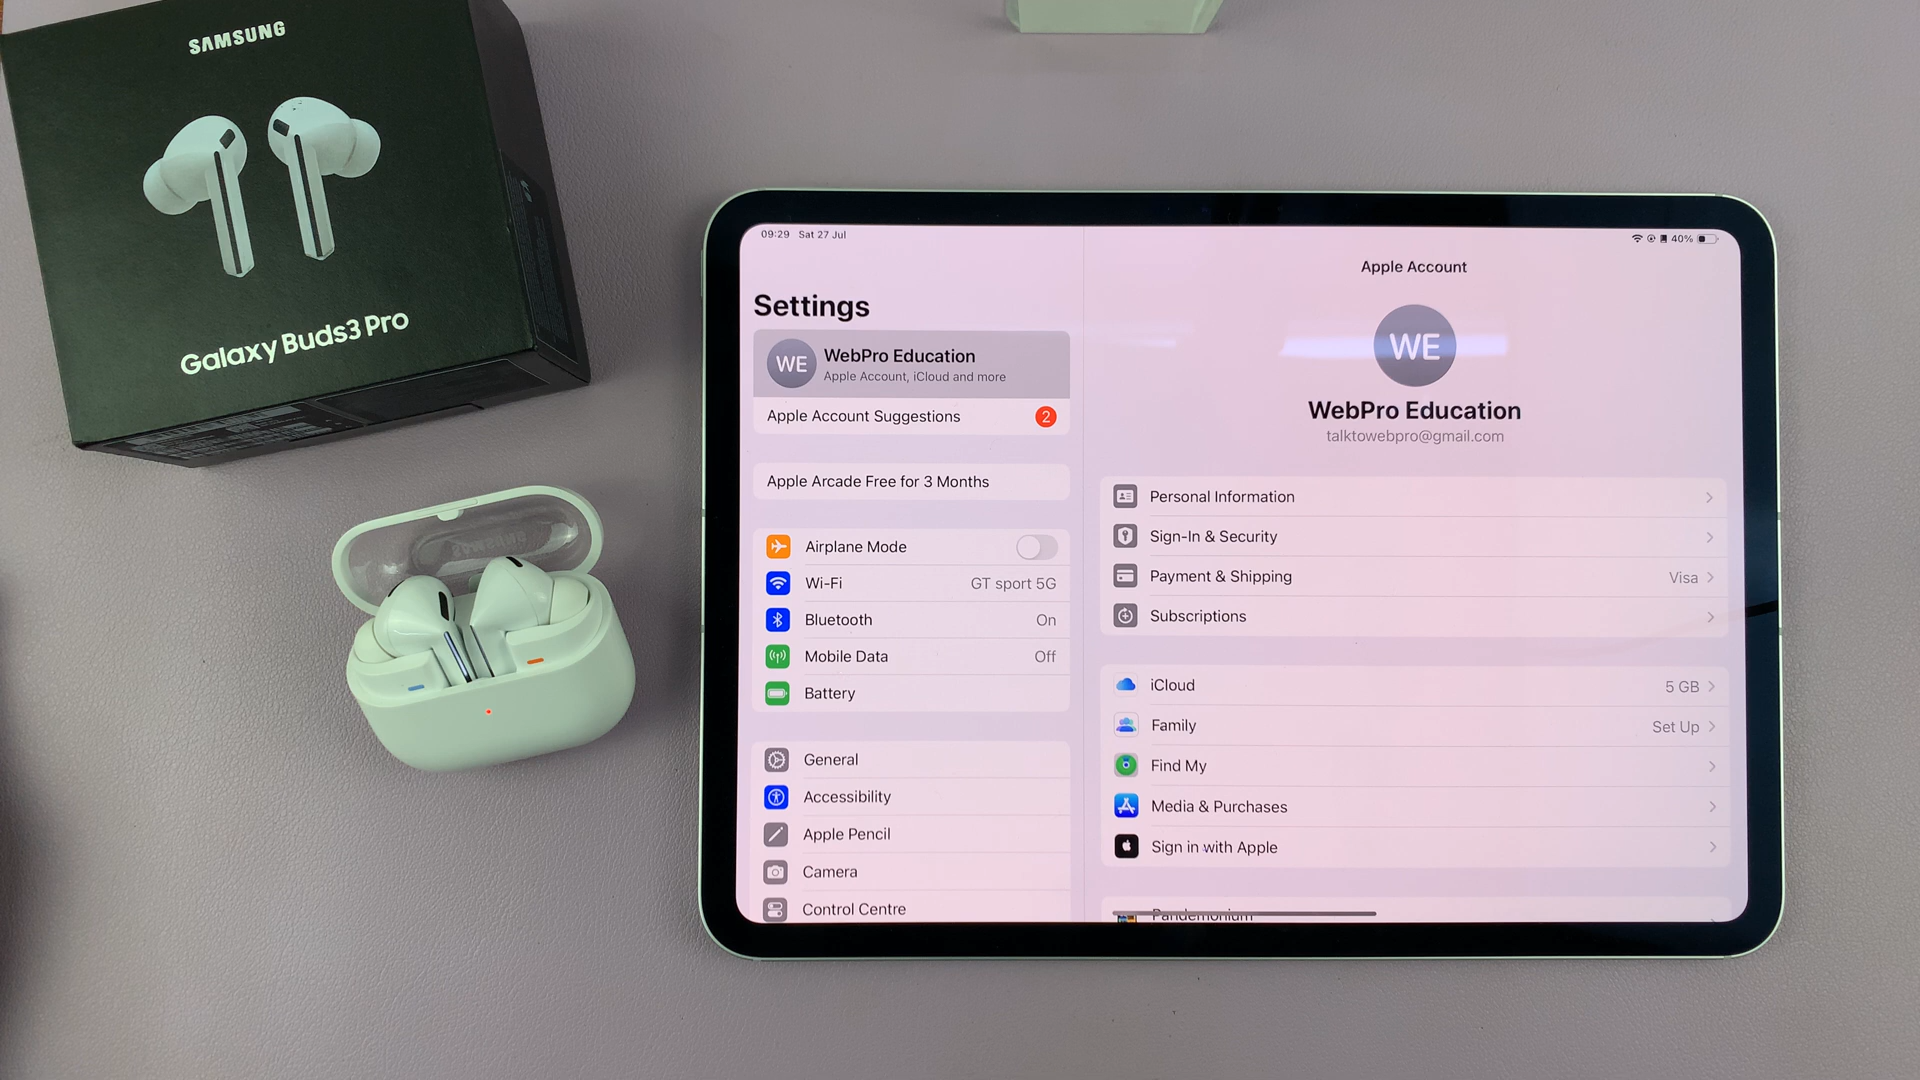 SAMSUNG
Galaxy Buds3 Pro
SAMSUNG
09:29 Sat 27 Jul
40%
Settings
WE
WebPro Education
Apple Account, iCloud and more
Apple Account Suggestions
2
Apple Arcade Free for 3 Months
Airplane Mode
Wi-Fi
GT sport 5G
Bluetooth
On
Mobile Data
Off
Battery
General
Accessibility
Apple Pencil
Camera
Control Centre
Apple Account
WE
WebPro Education
talktowebpro@gmail.com
Personal Information
Sign-In & Security
Payment & Shipping
Visa
Subscriptions
iCloud
5 GB
Family
Set Up
Find My
Media & Purchases
Sign in with Apple
Pandemonium